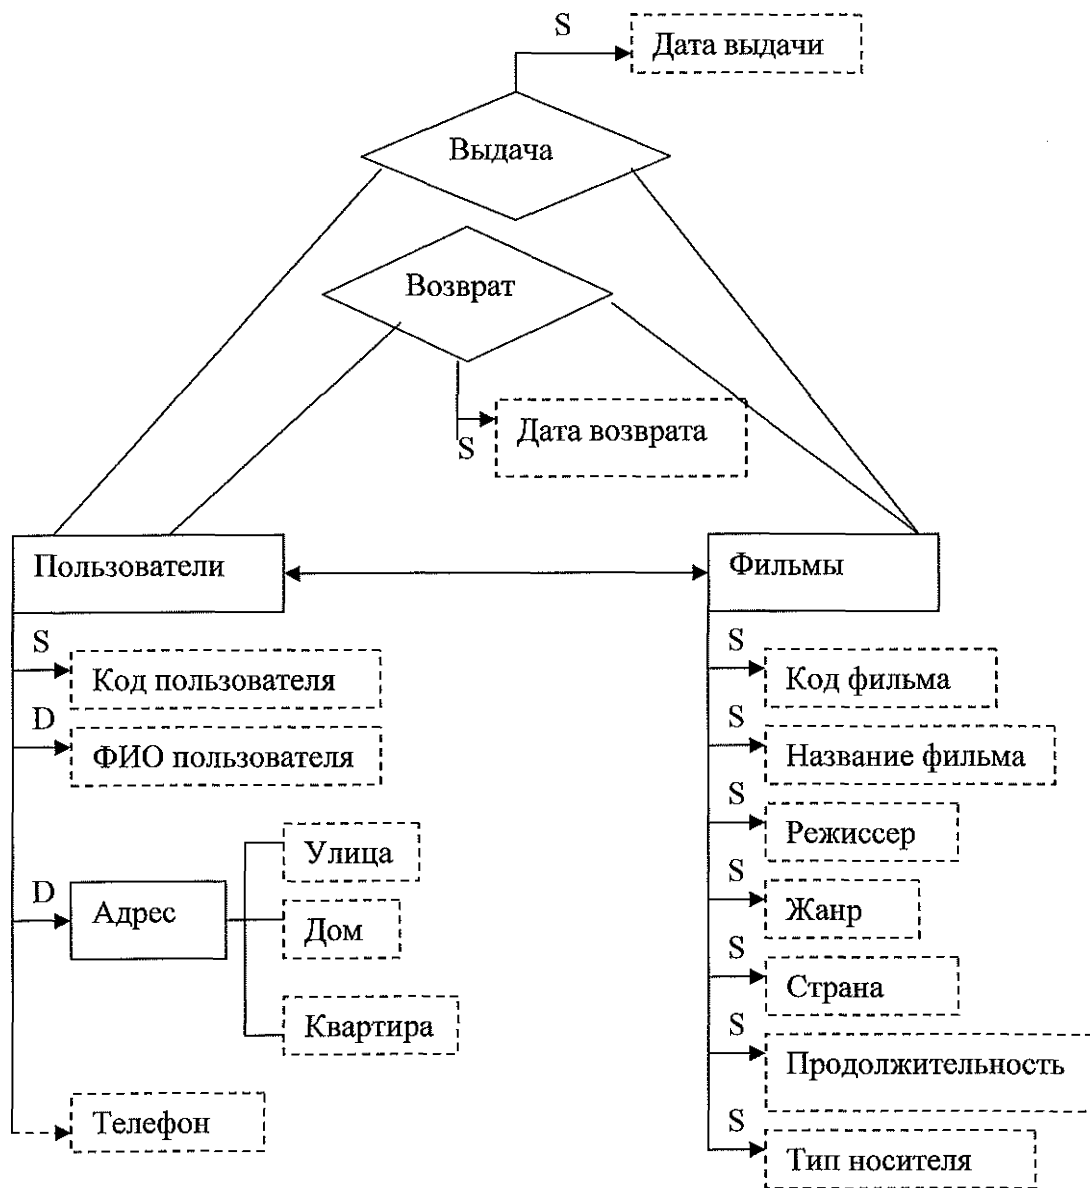 S
Дата выдачи
Выдача
Возврат
S
Дата возврата
Пользователи
Фильмы
S
Код пользователя
D
ФИО пользователя
D
Адрес
Улица
Дом
Квартира
Телефон
S
Код фильма
S
Название фильма
S
Режиссер
S
Жанр
S
Страна
S
Продолжительность
S
Тип носителя